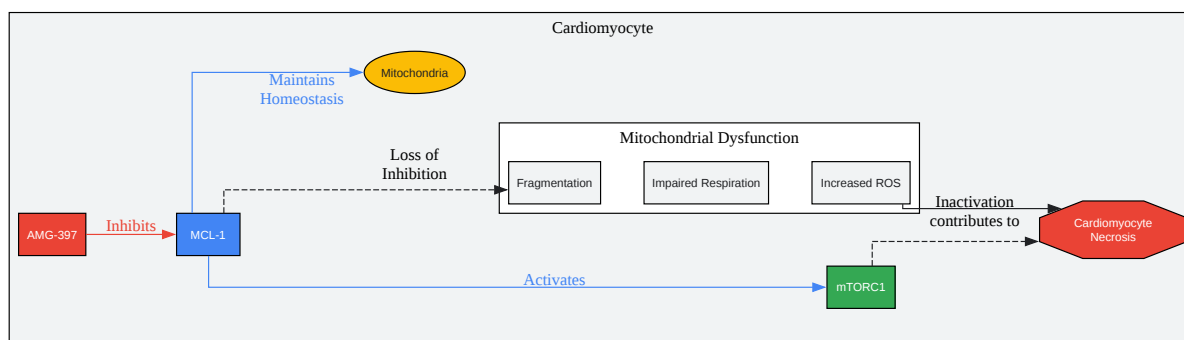 Cardiomyocyte
Mitochondria
Maintains
Homeostasis
Mitochondrial Dysfunction
Loss of
Inhibition
Fragmentation
Impaired Respiration
Increased ROS
Inactivation
contributes to
AMG-397
Inhibits
MCL-1
Cardiomyocyte
Necrosis
Activates
mTORC1